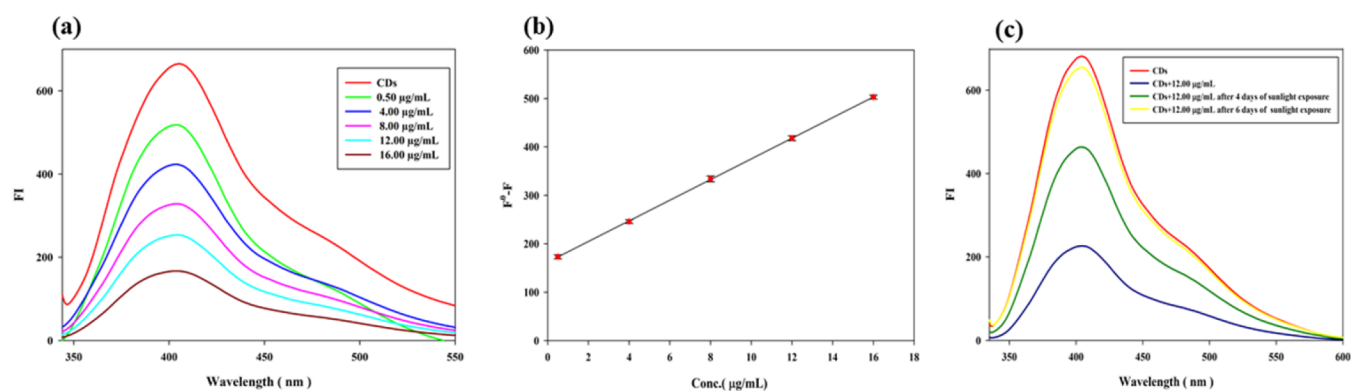 (a)
CDs
0.50 µg/mL
4.00 µg/mL
8.00 µg/mL
12.00 µg/mL
16.00 µg/mL
600
400
200
0
FI
350 400 450 500 550
Wavelength ( nm )
(b)
600
500
400
300
200
100
0
F⁰-F
0 2 4 6 8 10 12 14 16 18
Conc.( µg/mL)
(c)
CDs
CDs+12.00 µg/mL
CDs+12.00 µg/mL after 4 days of sunlight exposure
CDs+12.00 µg/mL after 6 days of sunlight exposure
600
400
200
0
FI
350 400 450 500 550 600
Wavelength ( nm )